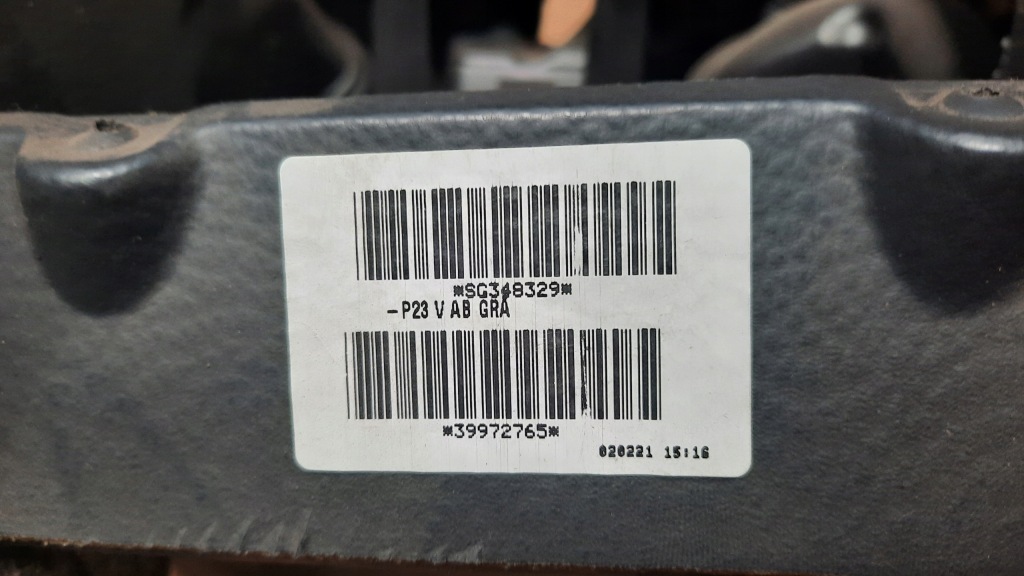 *SG348329*
-P23 V AB GRA
*39972765*
020221 15:16